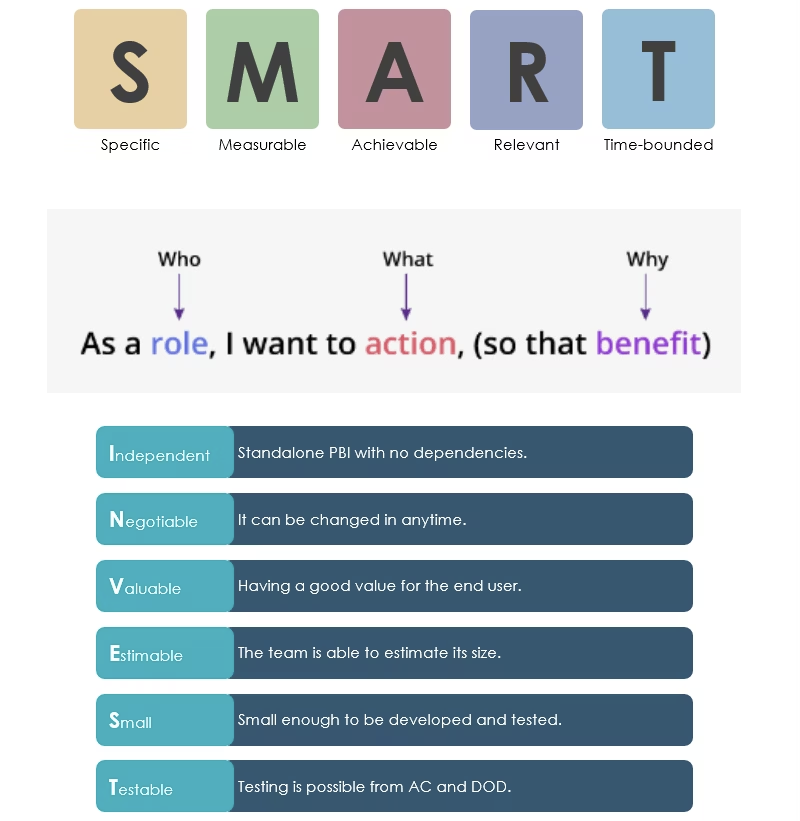 S M A R T
Specific Measurable Achievable Relevant Time-bounded
Who What Why
As a role, I want to action, (so that benefit)
Independent Standalone PBI with no dependencies.
Negotiable It can be changed in anytime.
Valuable Having a good value for the end user.
Estimable The team is able to estimate its size.
Small Small enough to be developed and tested.
Testable Testing is possible from AC and DOD.